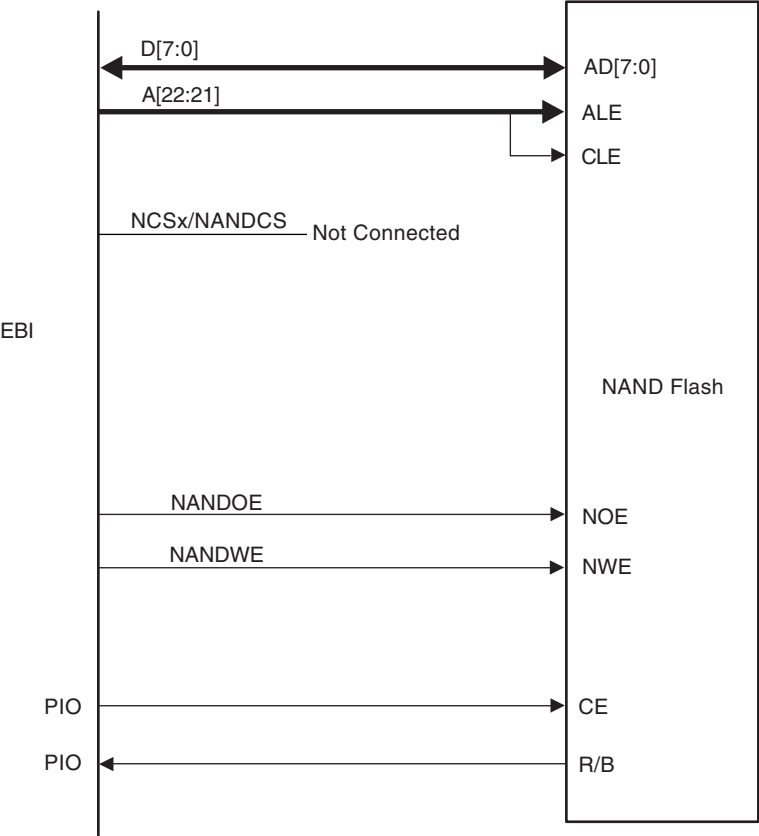 D[7:0]
AD[7:0]
A[22:21]
ALE
CLE
NCSx/NANDCS
Not Connected
EBI
NAND Flash
NANDOE
NOE
NANDWE
NWE
PIO
CE
PIO
R/B